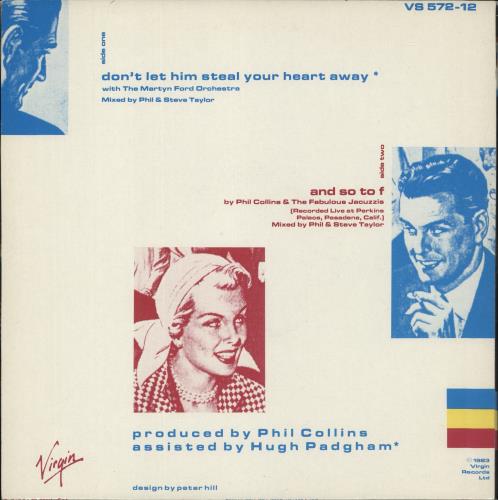 VS 572-12
side one
don't let him steal your heart away *
with The Martyn Ford Orchestra
Mixed by Phil & Steve Taylor
side two
and so to f
by Phil Collins & The Fabulous Jacuzzis
(Recorded Live at Perkins
Palace, Pasadena, Calif.)
Mixed by Phil & Steve Taylor
produced by Phil Collins
assisted by Hugh Padgham*
Virgin
design by peter hill
© 1983
Virgin
Records
Ltd